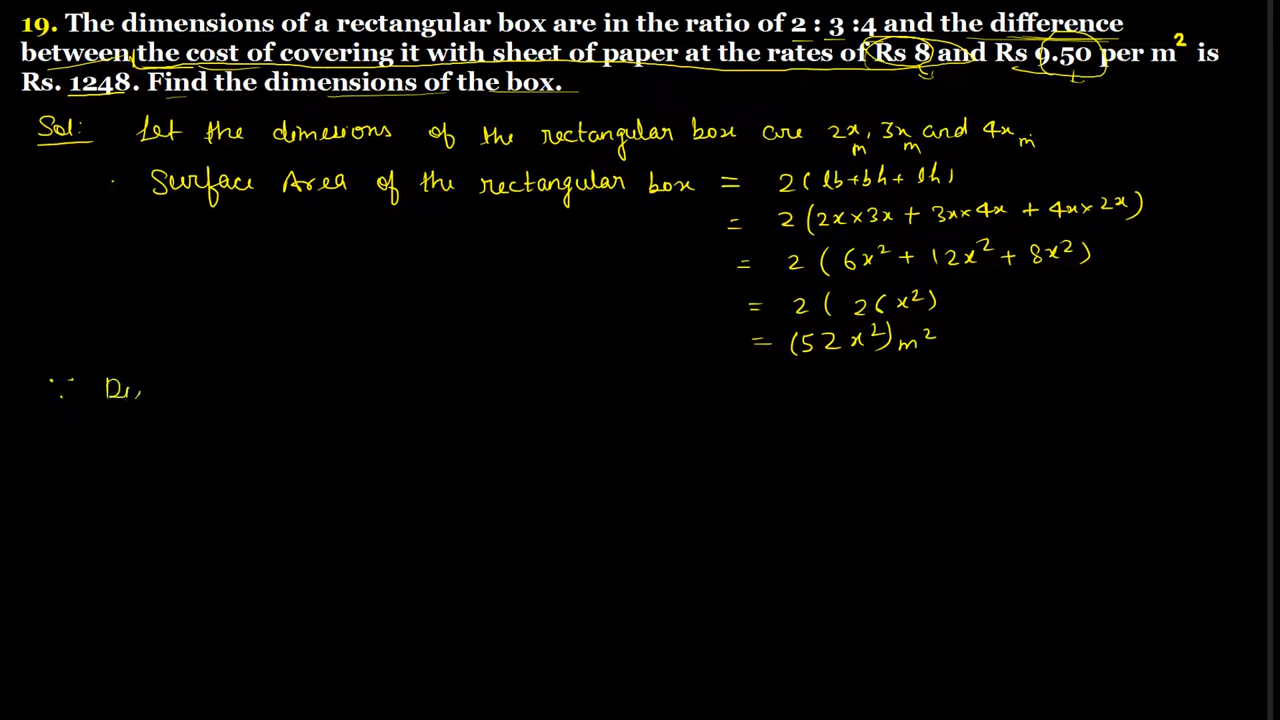 19. The dimensions of a rectangular box are in the ratio of 2 : 3 :4 and the difference
between the cost of covering it with sheet of paper at the rates of Rs 8 and Rs 9.50 per m² is
Rs. 1248. Find the dimensions of the box.
Sol: Let the dimesions of the rectangular box are 2x m, 3x m and 4x m
Surface Area of the rectangular box = 2(lb+bh+lh)
= 2(2x×3x + 3x×4x + 4x×2x)
= 2(6x² + 12x² + 8x²)
= 2(26x²)
= (52x²)m²
∵